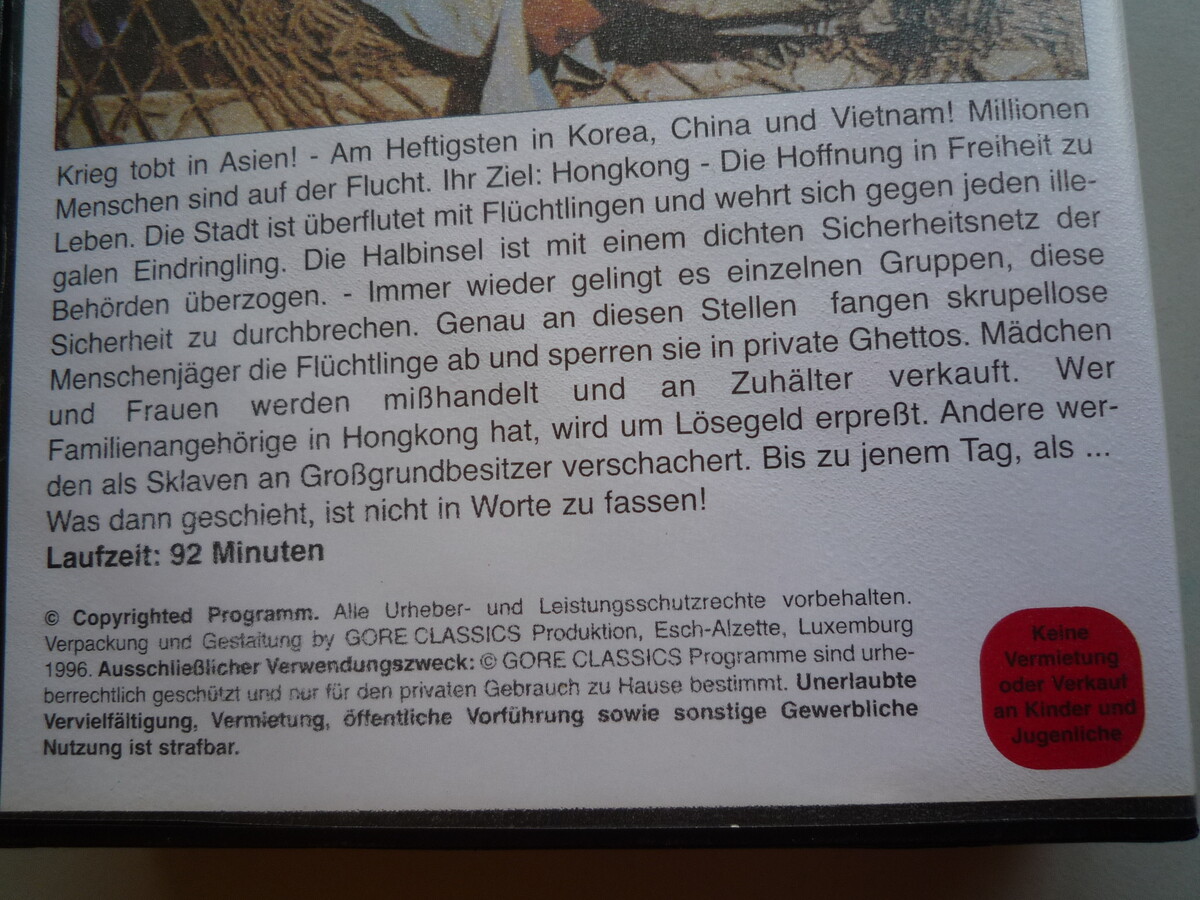 Krieg tobt in Asien! - Am Heftigsten in Korea, China und Vietnam! Millionen
Menschen sind auf der Flucht. Ihr Ziel: Hongkong - Die Hoffnung in Freiheit zu
Leben. Die Stadt ist überflutet mit Flüchtlingen und wehrt sich gegen jeden ille-
galen Eindringling. Die Halbinsel ist mit einem dichten Sicherheitsnetz der
Behörden überzogen. - Immer wieder gelingt es einzelnen Gruppen, diese
Sicherheit zu durchbrechen. Genau an diesen Stellen fangen skrupellose
Menschenjäger die Flüchtlinge ab und sperren sie in private Ghettos. Mädchen
und Frauen werden mißhandelt und an Zuhälter verkauft. Wer
Familienangehörige in Hongkong hat, wird um Lösegeld erpreßt. Andere wer-
den als Sklaven an Großgrundbesitzer verschachert. Bis zu jenem Tag, als ...
Was dann geschieht, ist nicht in Worte zu fassen!
Laufzeit: 92 Minuten
© Copyrighted Programm. Alle Urheber- und Leistungsschutzrechte vorbehalten.
Verpackung und Gestaltung by GORE CLASSICS Produktion, Esch-Alzette, Luxemburg
1996. Ausschließlicher Verwendungszweck: © GORE CLASSICS Programme sind urhe-
berrechtlich geschützt und nur für den privaten Gebrauch zu Hause bestimmt. Unerlaubte
Vervielfältigung, Vermietung, öffentliche Vorführung sowie sonstige Gewerbliche
Nutzung ist strafbar.
Keine
Vermietung
oder Verkauf
an Kinder und
Jugenliche